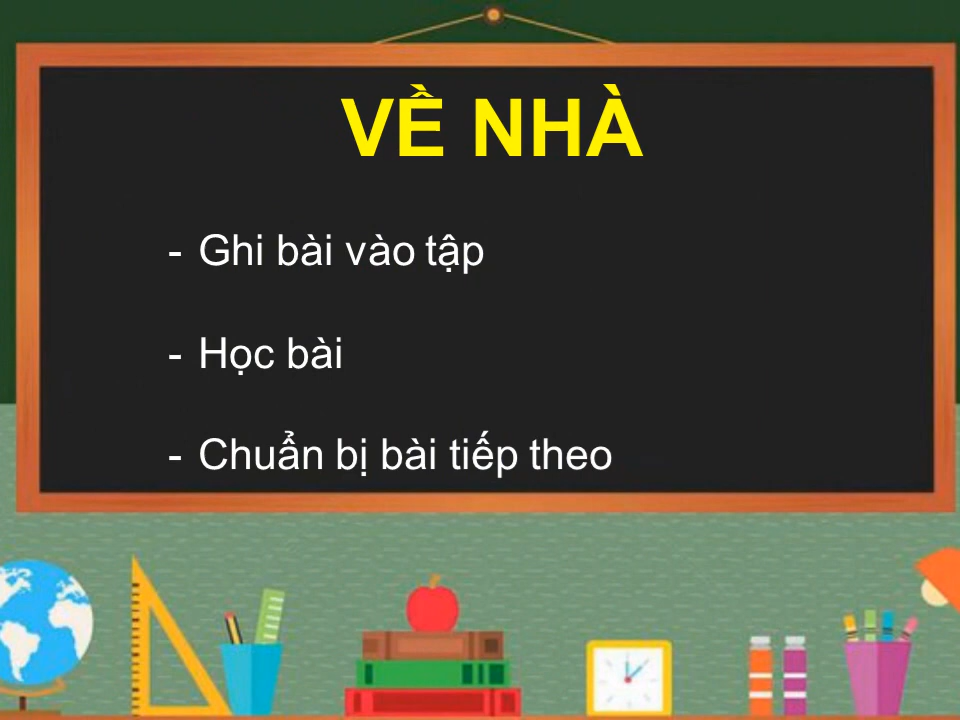 VỀ NHÀ
- Ghi bài vào tập
- Học bài
- Chuẩn bị bài tiếp theo